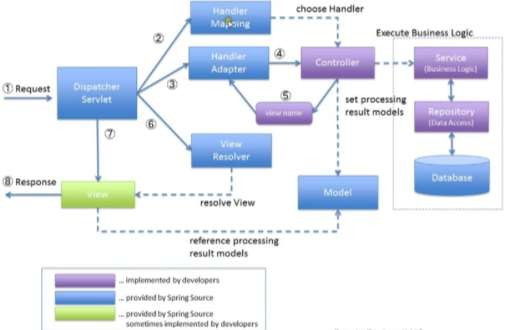 Handler
Mapping
choose Handler
②
Execute Business Logic
Handler
Adapter
④
Controller
Service
(Business Logic)
① Request
Dispatcher
Servlet
③
⑤
view name
set processing
result models
Repository
(Data Access)
⑥
⑦
View
Resolver
Database
⑧ Response
View
resolve View
Model
reference processing
result models
... implemented by developers
... provided by Spring Source
... provided by Spring Source
sometimes implemented by developers